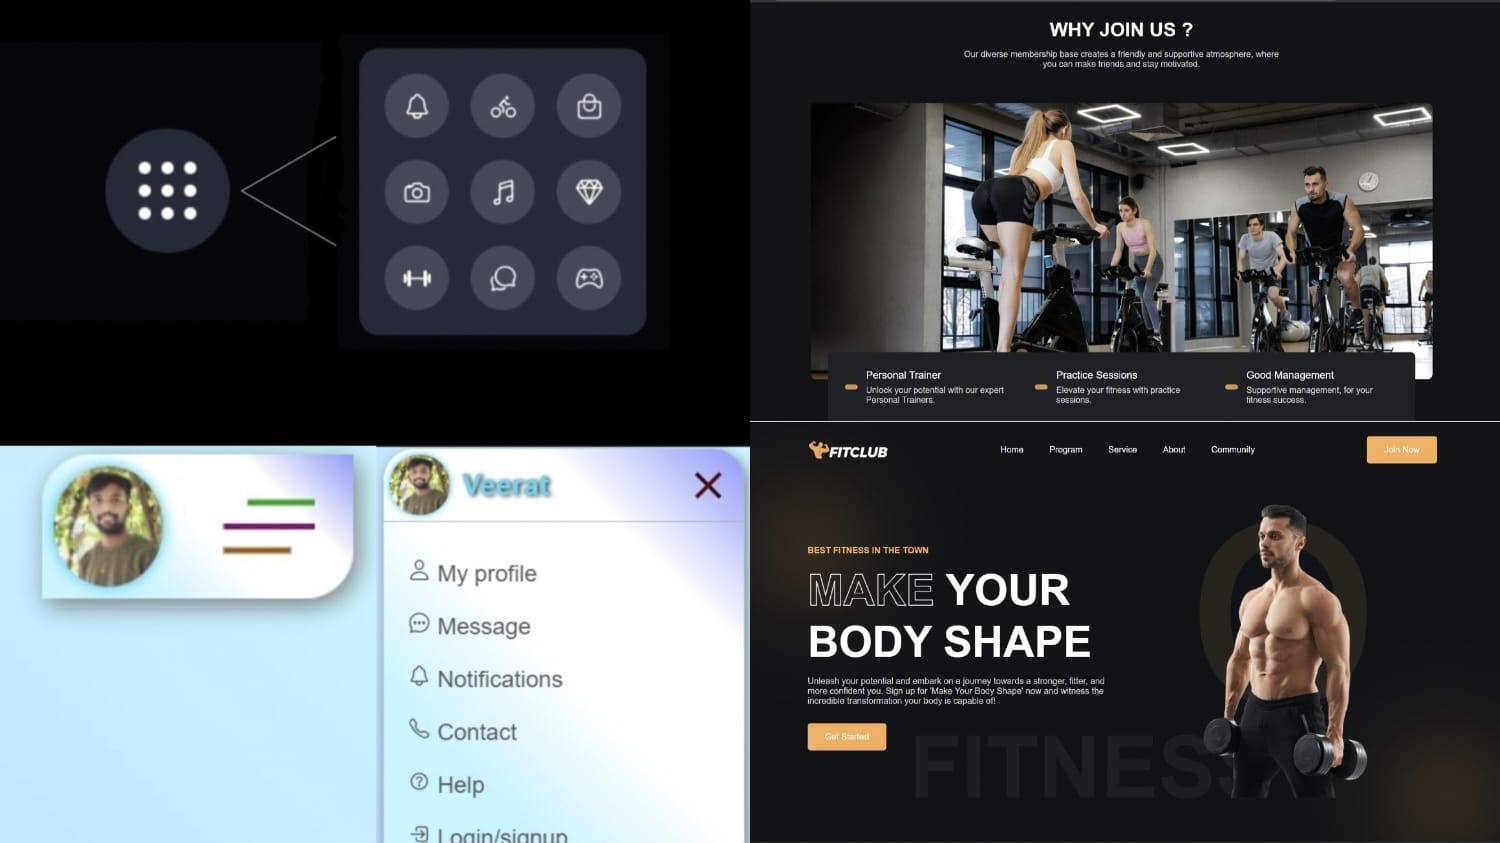 WHY JOIN US ?
Our diverse membership base creates a friendly and supportive atmosphere, where
you can make friends and stay motivated.
Personal Trainer
Unlock your potential with our expert
Personal Trainers.
Practice Sessions
Elevate your fitness with practice
sessions.
Good Management
Supportive management, for your
fitness success.
Veerat
My profile
Message
Notifications
Contact
Help
Login/signup
FITCLUB
Home
Program
Service
About
Community
Join Now
BEST FITNESS IN THE TOWN
MAKE YOUR
BODY SHAPE
Unleash your potential and embark on a journey towards a stronger, fitter, and
more confident you. Sign up for 'Make Your Body Shape' now and witness the
incredible transformation your body is capable of!
Get Started
FITNESS